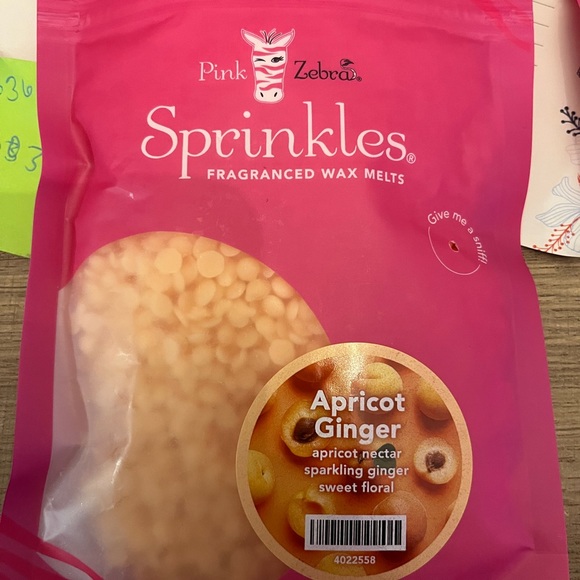 Pink Zebra®
Sprinkles®
FRAGRANCED WAX MELTS
Give me a sniff!
Apricot
Ginger
apricot nectar
sparkling ginger
sweet floral
4022558